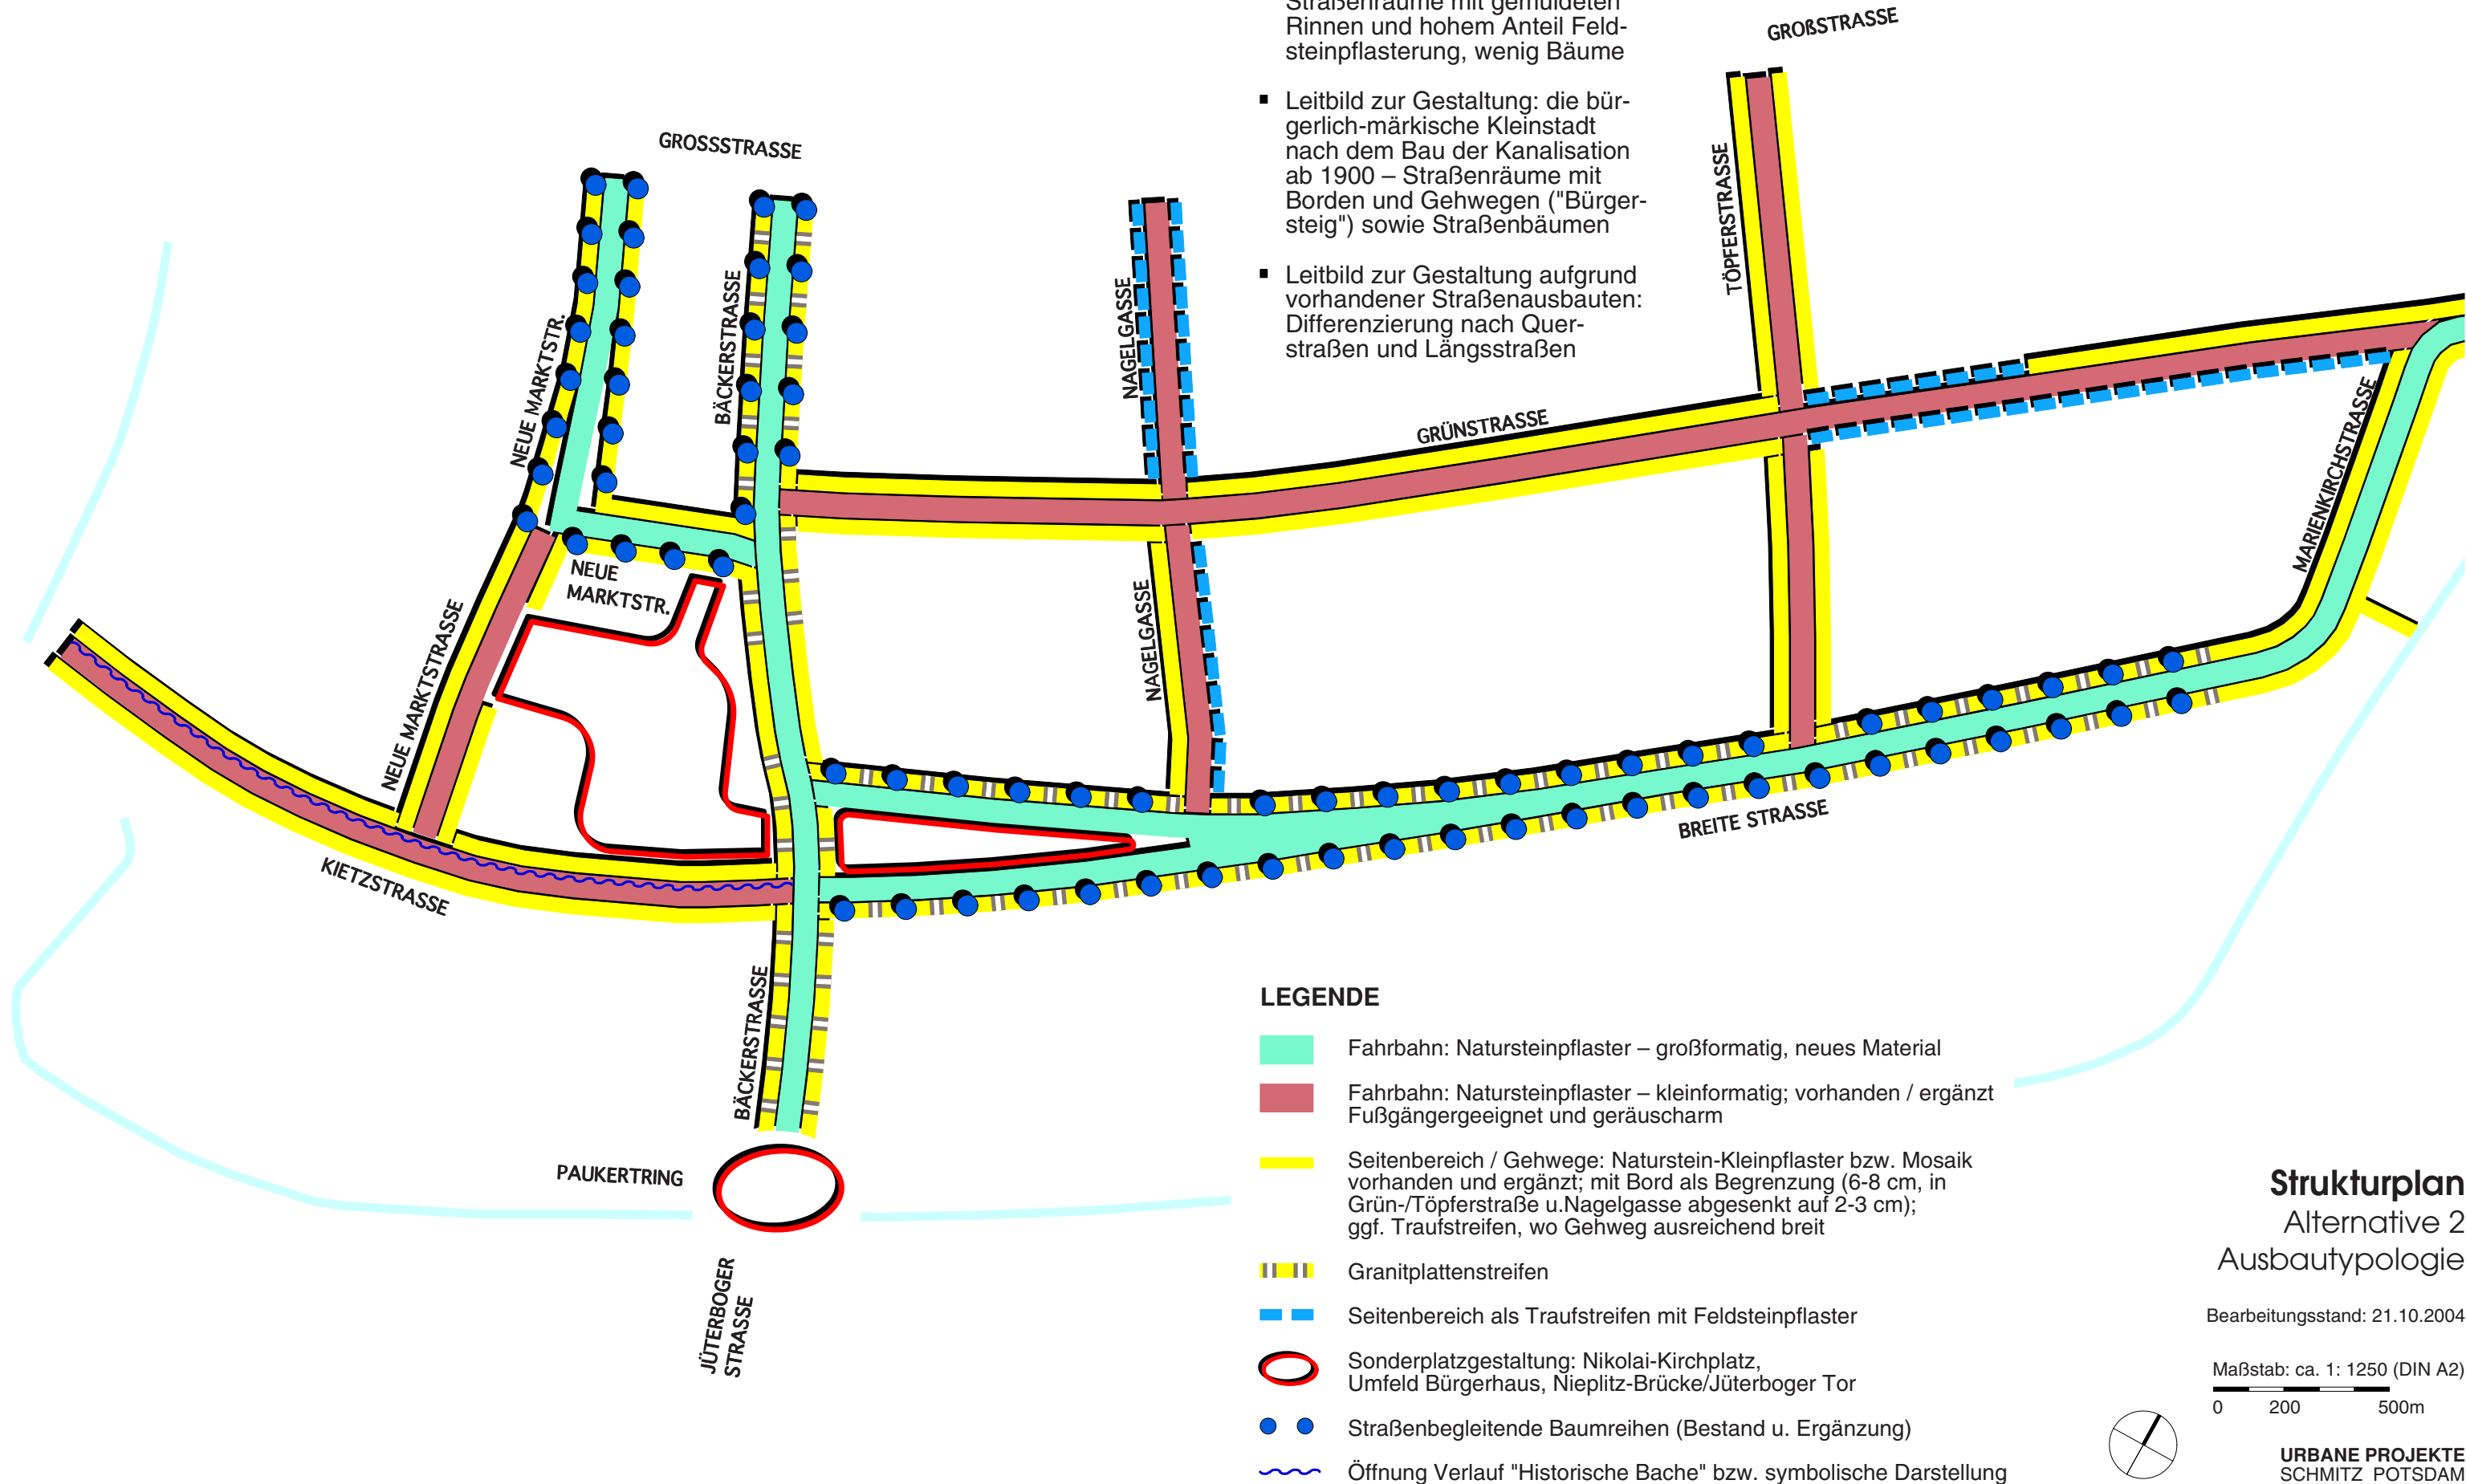 Straßenräume mit gemuldeten
Rinnen und hohem Anteil Feld-
steinpflasterung, wenig Bäume
▪ Leitbild zur Gestaltung: die bür-
gerlich-märkische Kleinstadt
nach dem Bau der Kanalisation
ab 1900 – Straßenräume mit
Borden und Gehwegen ("Bürger-
steig") sowie Straßenbäumen
▪ Leitbild zur Gestaltung aufgrund
vorhandener Straßenausbauten:
Differenzierung nach Quer-
straßen und Längsstraßen
GROßSTRASSE
GROSSSTRASSE
TÖPFERSTRASSE
NEUE MARKTSTR.
BÄCKERSTRASSE
NAGELGASSE
GRÜNSTRASSE
MARIENKIRCHSTRASSE
NEUE
MARKTSTR.
NEUE MARKTSTRASSE
NAGELGASSE
BREITE STRASSE
KIETZSTRASSE
BÄCKERSTRASSE
PAUKERTRING
JÜTERBOGER
STRASSE
LEGENDE
Fahrbahn: Natursteinpflaster – großformatig, neues Material
Fahrbahn: Natursteinpflaster – kleinformatig; vorhanden / ergänzt
Fußgängergeeignet und geräuscharm
Seitenbereich / Gehwege: Naturstein-Kleinpflaster bzw. Mosaik
vorhanden und ergänzt; mit Bord als Begrenzung (6-8 cm, in
Grün-/Töpferstraße u.Nagelgasse abgesenkt auf 2-3 cm);
ggf. Traufstreifen, wo Gehweg ausreichend breit
Granitplattenstreifen
Seitenbereich als Traufstreifen mit Feldsteinpflaster
Sonderplatzgestaltung: Nikolai-Kirchplatz,
Umfeld Bürgerhaus, Nieplitz-Brücke/Jüterboger Tor
Straßenbegleitende Baumreihen (Bestand u. Ergänzung)
Öffnung Verlauf "Historische Bache" bzw. symbolische Darstellung
Strukturplan
Alternative 2
Ausbautypologie
Bearbeitungsstand: 21.10.2004
Maßstab: ca. 1: 1250 (DIN A2)
0 200 500m
URBANE PROJEKTE
SCHMITZ POTSDAM